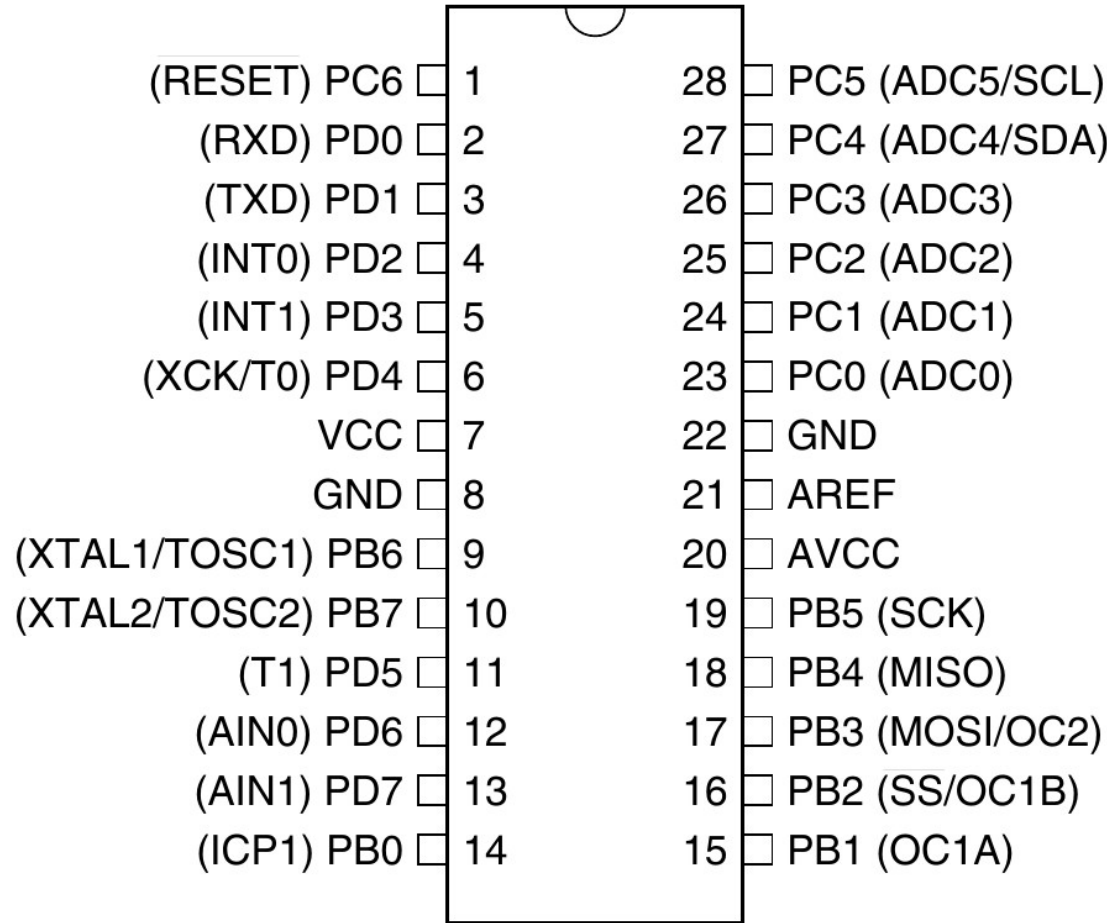 (RESET) PC6 1 28 PC5 (ADC5/SCL)
(RXD) PD0 2 27 PC4 (ADC4/SDA)
(TXD) PD1 3 26 PC3 (ADC3)
(INT0) PD2 4 25 PC2 (ADC2)
(INT1) PD3 5 24 PC1 (ADC1)
(XCK/T0) PD4 6 23 PC0 (ADC0)
VCC 7 22 GND
GND 8 21 AREF
(XTAL1/TOSC1) PB6 9 20 AVCC
(XTAL2/TOSC2) PB7 10 19 PB5 (SCK)
(T1) PD5 11 18 PB4 (MISO)
(AIN0) PD6 12 17 PB3 (MOSI/OC2)
(AIN1) PD7 13 16 PB2 (SS/OC1B)
(ICP1) PB0 14 15 PB1 (OC1A)